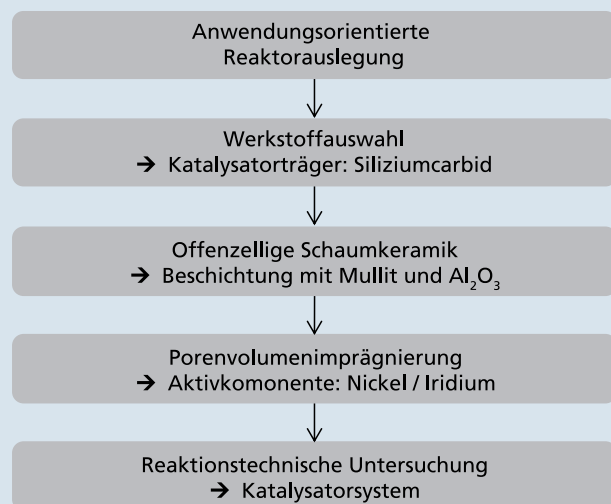 Anwendungsorientierte
Reaktorauslegung
Werkstoffauswahl
➔ Katalysatorträger: Siliziumcarbid
Offenzellige Schaumkeramik
➔ Beschichtung mit Mullit und Al₂O₃
Porenvolumenimprägnierung
➔ Aktivkomonente: Nickel / Iridium
Reaktionstechnische Untersuchung
➔ Katalysatorsystem